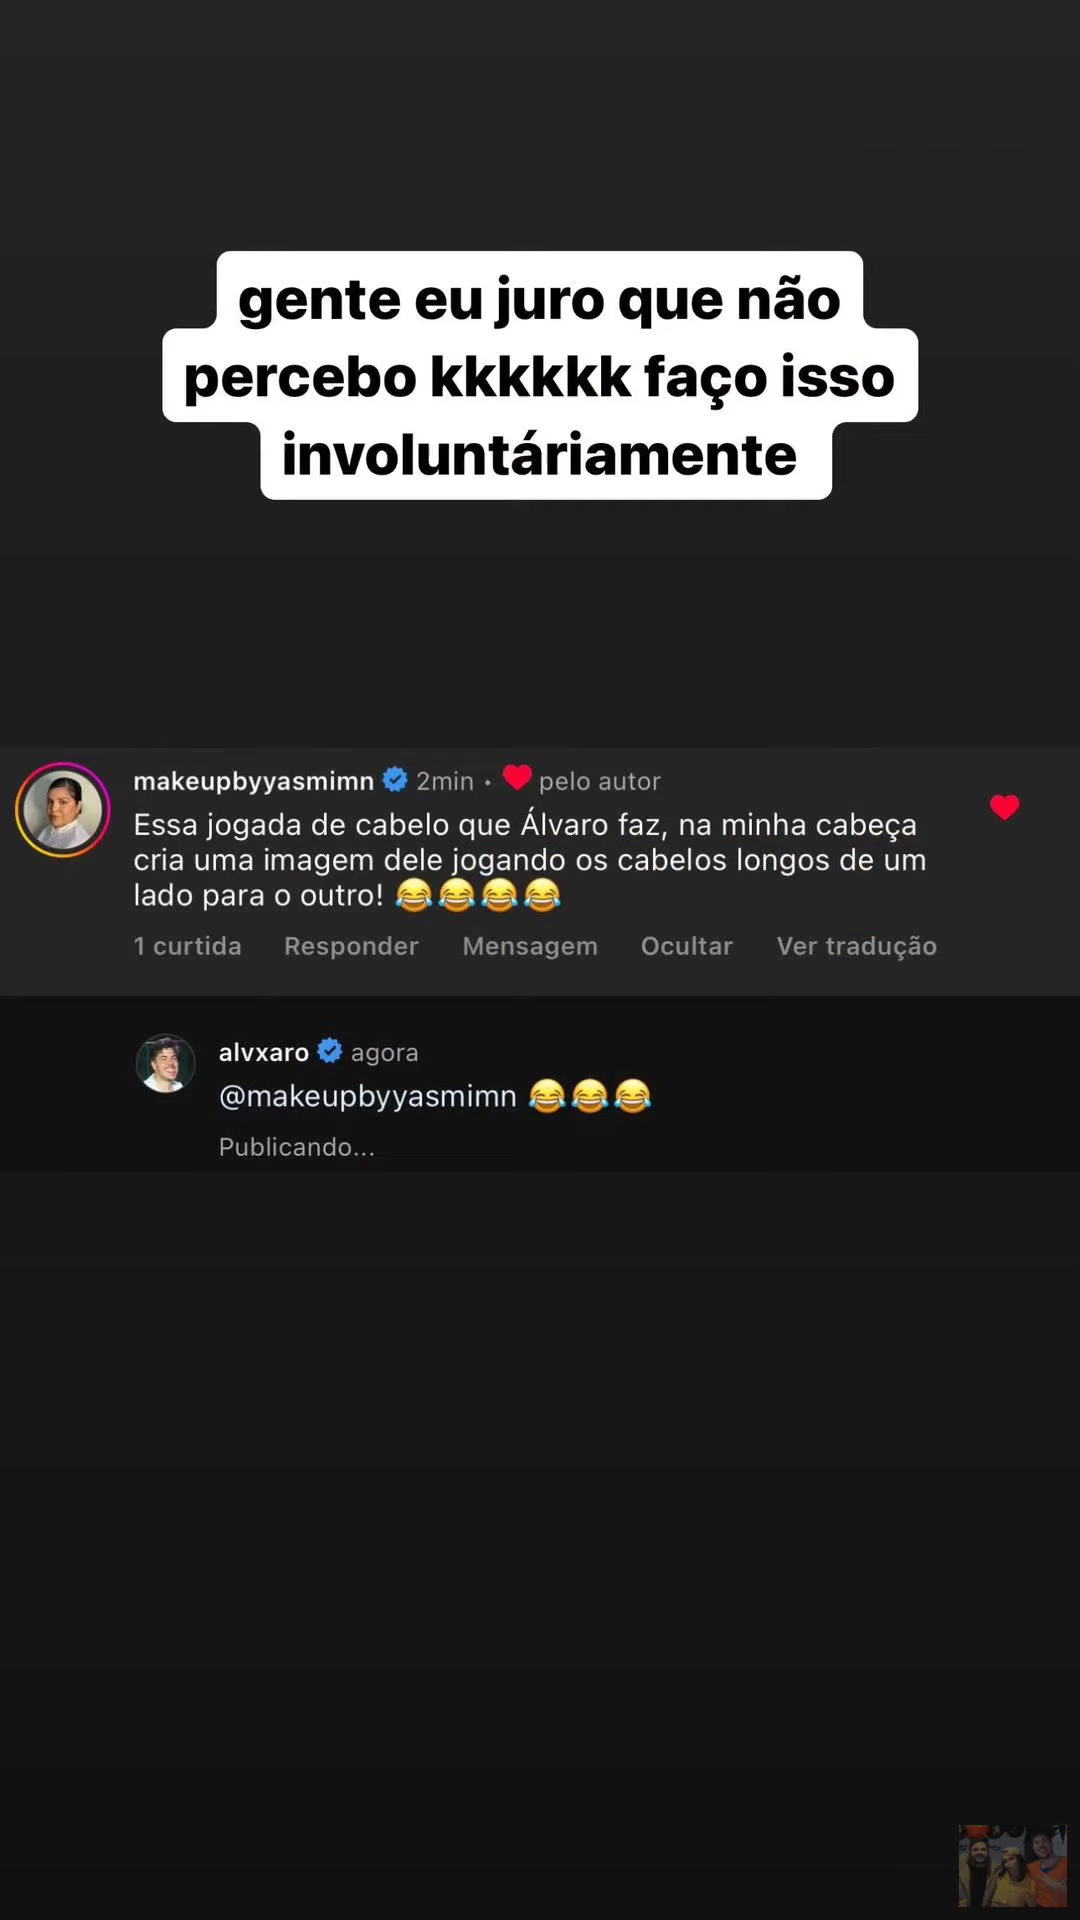 gente eu juro que não
percebo kkkkkk faço isso
involuntáriamente
makeupbyyasmimn 2min · ❤️ pelo autor
Essa jogada de cabelo que Álvaro faz, na minha cabeça
cria uma imagem dele jogando os cabelos longos de um
lado para o outro! 😂😂😂😂
1 curtida Responder Mensagem Ocultar Ver tradução
alvxaro agora
@makeupbyyasmimn 😂😂😂
Publicando...